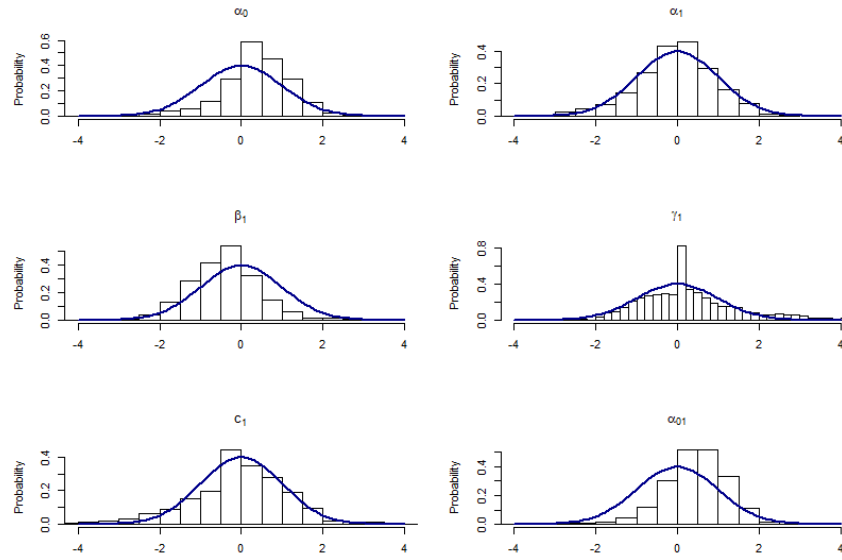 α₀
Probability
0.0 0.2 0.4 0.6
-4 -2 0 2 4
α₁
Probability
0.0 0.2 0.4
-4 -2 0 2 4
β₁
Probability
0.0 0.2 0.4
-4 -2 0 2 4
γ₁
Probability
0.0 0.4 0.8
-4 -2 0 2 4
c₁
Probability
0.0 0.2 0.4
-4 -2 0 2 4
α₀₁
Probability
0.0 0.2 0.4
-4 -2 0 2 4